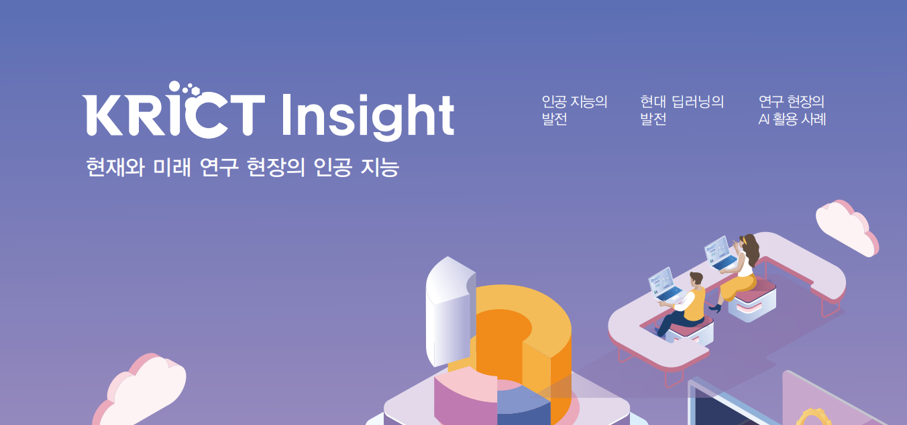 KRICT Insight
현재와 미래 연구 현장의 인공 지능
인공 지능의
발전
현대 딥러닝의
발전
연구 현장의
AI 활용 사례